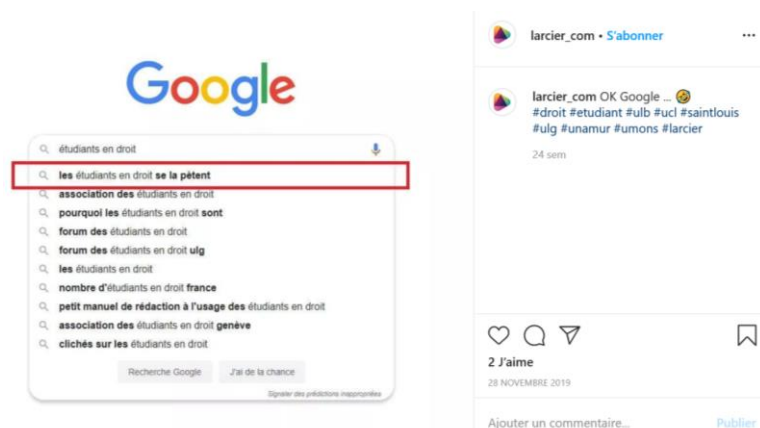 Google
étudiants en droit
les étudiants en droit se la pètent
association des étudiants en droit
pourquoi les étudiants en droit sont
forum des étudiants en droit
forum des étudiants en droit ulg
les étudiants en droit
nombre d'étudiants en droit france
petit manuel de rédaction à l'usage des étudiants en droit
association des étudiants en droit genève
clichés sur les étudiants en droit
Recherche Google J'ai de la chance
Signaler des prédictions inappropriées
larcier_com • S'abonner
larcier_com OK Google ... 🤣
#droit #etudiant #ulb #ucl #saintlouis
#ulg #unamur #umons #larcier
24 sem
2 J'aime
28 NOVEMBRE 2019
Ajouter un commentaire... Publier